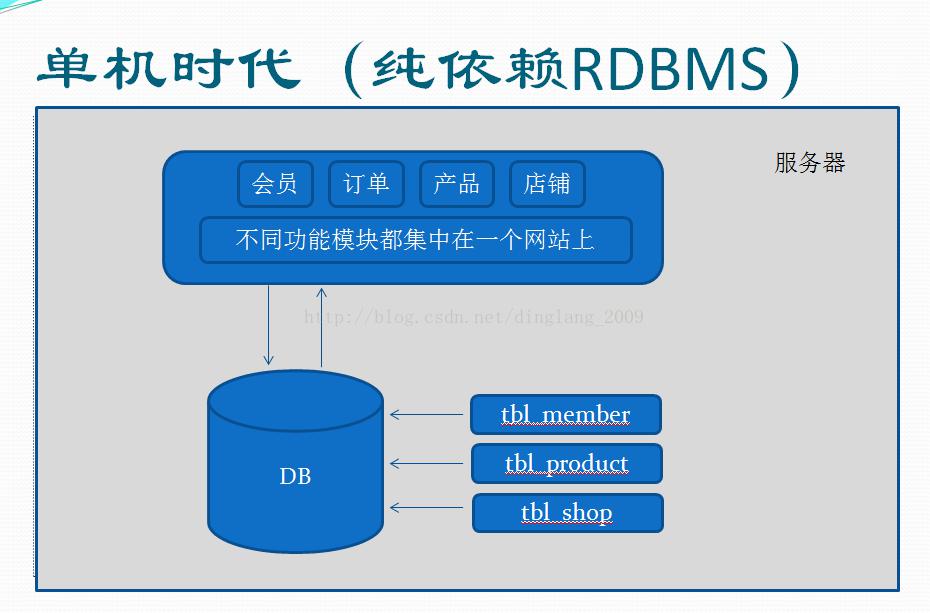 单机时代（纯依赖RDBMS）
服务器
会员 订单 产品 店铺
不同功能模块都集中在一个网站上
http://blog.csdn.net/dinglang_2009
tbl_member
tbl_product
DB
tbl_shop